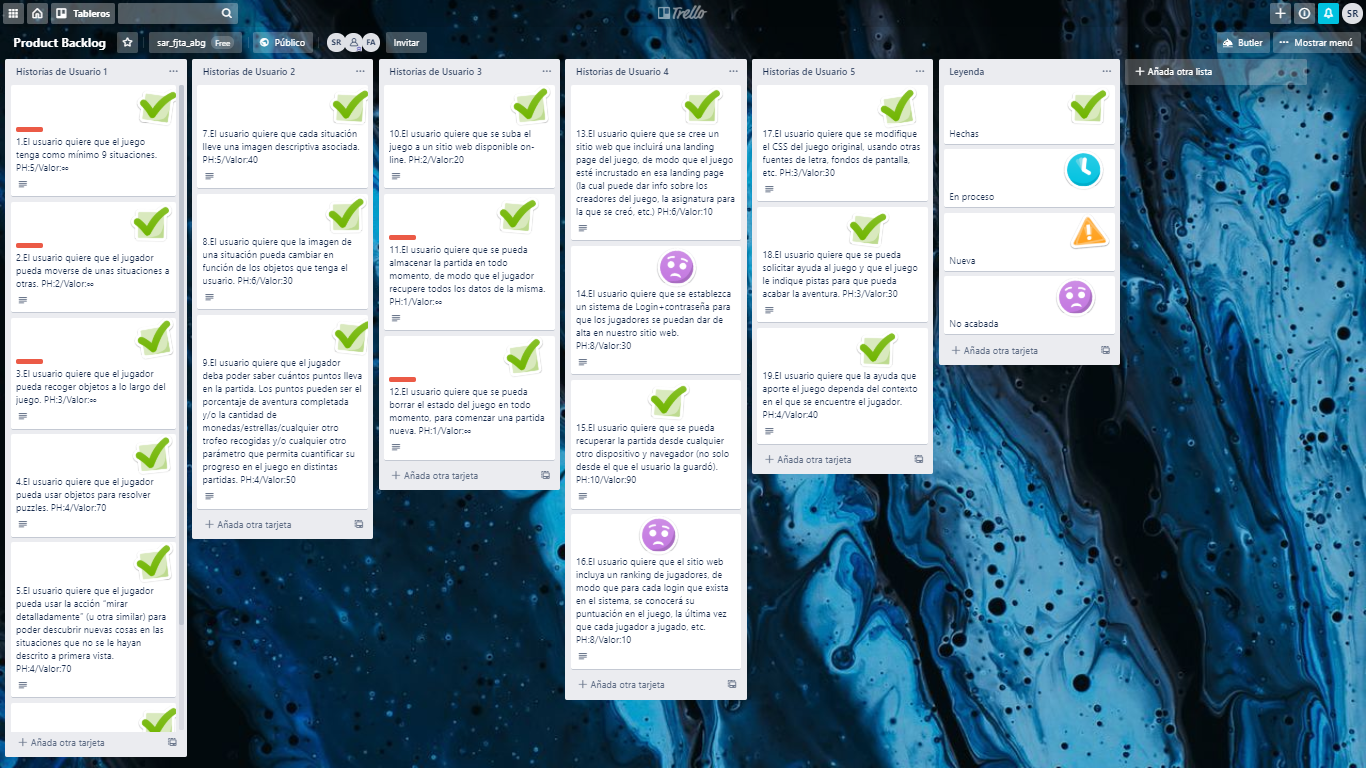 Tableros
Trello
SR
Product Backlog
sar_fjta_abg
Free
Público
SR
FA
Invitar
Butler
Mostrar menú
Historias de Usuario 1
1.El usuario quiere que el juego
tenga como mínimo 9 situaciones.
PH:5/Valor:∞
2.El usuario quiere que el jugador
pueda moverse de unas situaciones a
otras. PH:2/Valor:∞
3.El usuario quiere que el jugador
pueda recoger objetos a lo largo del
juego. PH:3/Valor:∞
4.El usuario quiere que el jugador
pueda usar objetos para resolver
puzzles. PH:4/Valor:70
5.El usuario quiere que el jugador
pueda usar la acción "mirar
detalladamente" (u otra similar) para
poder descubrir nuevas cosas en las
situaciones que no se le hayan
descrito a primera vista.
PH:4/Valor:70
+ Añada otra tarjeta
Historias de Usuario 2
7.El usuario quiere que cada situación
lleve una imagen descriptiva asociada.
PH:5/Valor:40
8.El usuario quiere que la imagen de
una situación pueda cambiar en
función de los objetos que tenga el
usuario. PH:6/Valor:30
9.El usuario quiere que el jugador
deba poder saber cuántos puntos lleva
en la partida. Los puntos pueden ser el
porcentaje de aventura completada
y/o la cantidad de
monedas/estrellas/cualquier otro
trofeo recogidas y/o cualquier otro
parámetro que permita cuantificar su
progreso en el juego en distintas
partidas. PH:4/Valor:50
+ Añada otra tarjeta
Historias de Usuario 3
10.El usuario quiere que se suba el
juego a un sitio web disponible on-
line. PH:2/Valor:20
11.El usuario quiere que se pueda
almacenar la partida en todo
momento, de modo que el jugador
recupere todos los datos de la misma.
PH:1/Valor:∞
12.El usuario quiere que se pueda
borrar el estado del juego en todo
momento, para comenzar una partida
nueva. PH:1/Valor:∞
+ Añada otra tarjeta
Historias de Usuario 4
13.El usuario quiere que se cree un
sitio web que incluirá una landing
page del juego, de modo que el juego
esté incrustado en esa landing page
(la cual puede dar info sobre los
creadores del juego, la asignatura para
la que se creó, etc.) PH:6/Valor:10
14.El usuario quiere que se establezca
un sistema de Login+contraseña para
que los jugadores se puedan dar de
alta en nuestro sitio web.
PH:8/Valor:30
15.El usuario quiere que se pueda
recuperar la partida desde cualquier
otro dispositivo y navegador (no solo
desde el que el usuario la guardó).
PH:10/Valor:90
16.El usuario quiere que el sitio web
incluya un ranking de jugadores, de
modo que para cada login que exista
en el sistema, se conocerá su
puntuación en el juego, la última vez
que cada jugador a jugado, etc.
PH:8/Valor:10
+ Añada otra tarjeta
Historias de Usuario 5
17.El usuario quiere que se modifique
el CSS del juego original, usando otras
fuentes de letra, fondos de pantalla,
etc. PH:3/Valor:30
18.El usuario quiere que se pueda
solicitar ayuda al juego y que el juego
le indique pistas para que pueda
acabar la aventura. PH:3/Valor:30
19.El usuario quiere que la ayuda que
aporte el juego dependa del contexto
en el que se encuentre el jugador.
PH:4/Valor:40
+ Añada otra tarjeta
Leyenda
Hechas
En proceso
Nueva
No acabada
+ Añada otra tarjeta
+ Añada otra lista